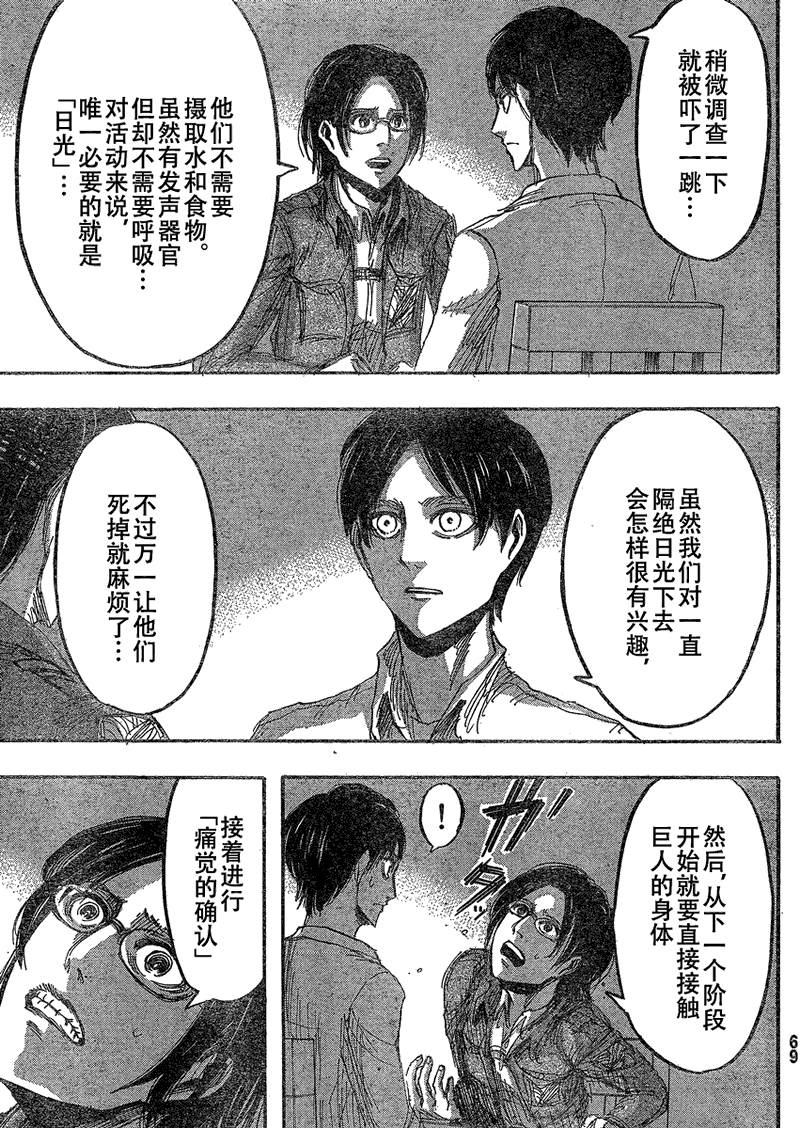 稍微调查一下
就被吓了一跳…
他们不需要
摄取水和食物。
虽然有发声器官
但却不需要呼吸…
对活动来说,
唯一必要的就是
「日光」…
虽然我们对一直
隔绝日光下去
会怎样很有兴趣,
不过万一让他们
死掉就麻烦了…
然后,从下一个阶段
开始就要直接接触
巨人的身体
ガタッ
!
接着进行
「痛觉的确认」
69